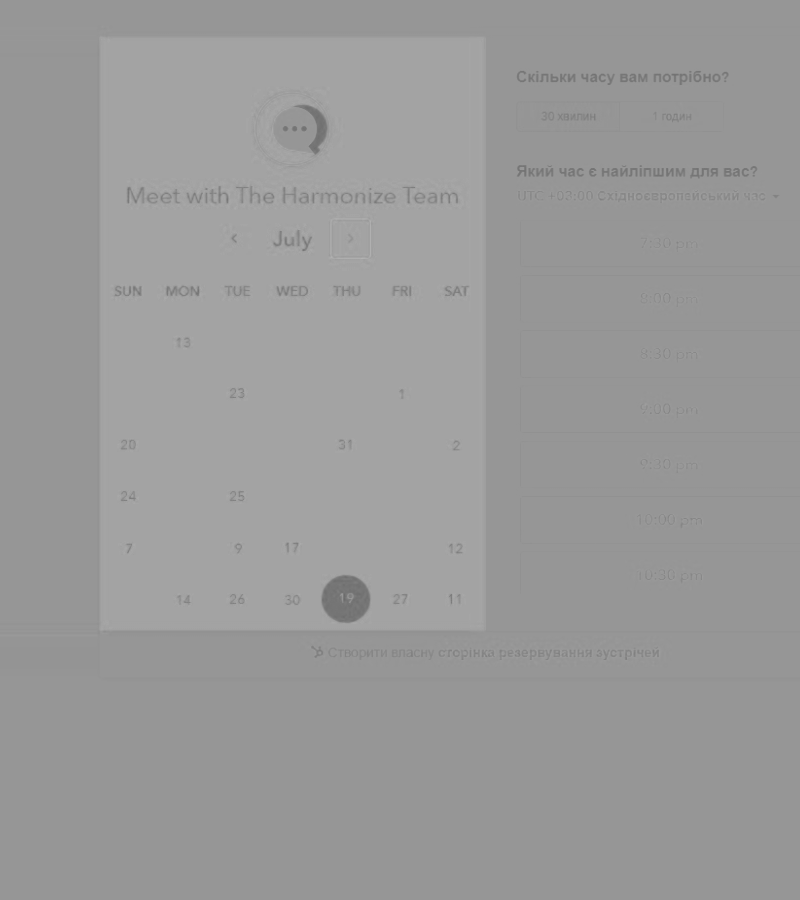 Meet with The Harmonize Team
July
SUN MON TUE WED THU FRI SAT
13
23 1
20 31 2
24 25
7 9 17 12
14 26 30 19 27 11
Скільки часу вам потрібно?
30 хвилин 1 годин
Який час є найліпшим для вас?
UTC +03:00 Східноєвропейський час
7:30 pm
8:00 pm
8:30 pm
9:00 pm
9:30 pm
10:00 pm
10:30 pm
Створити власну сторінка резервування зустрічей